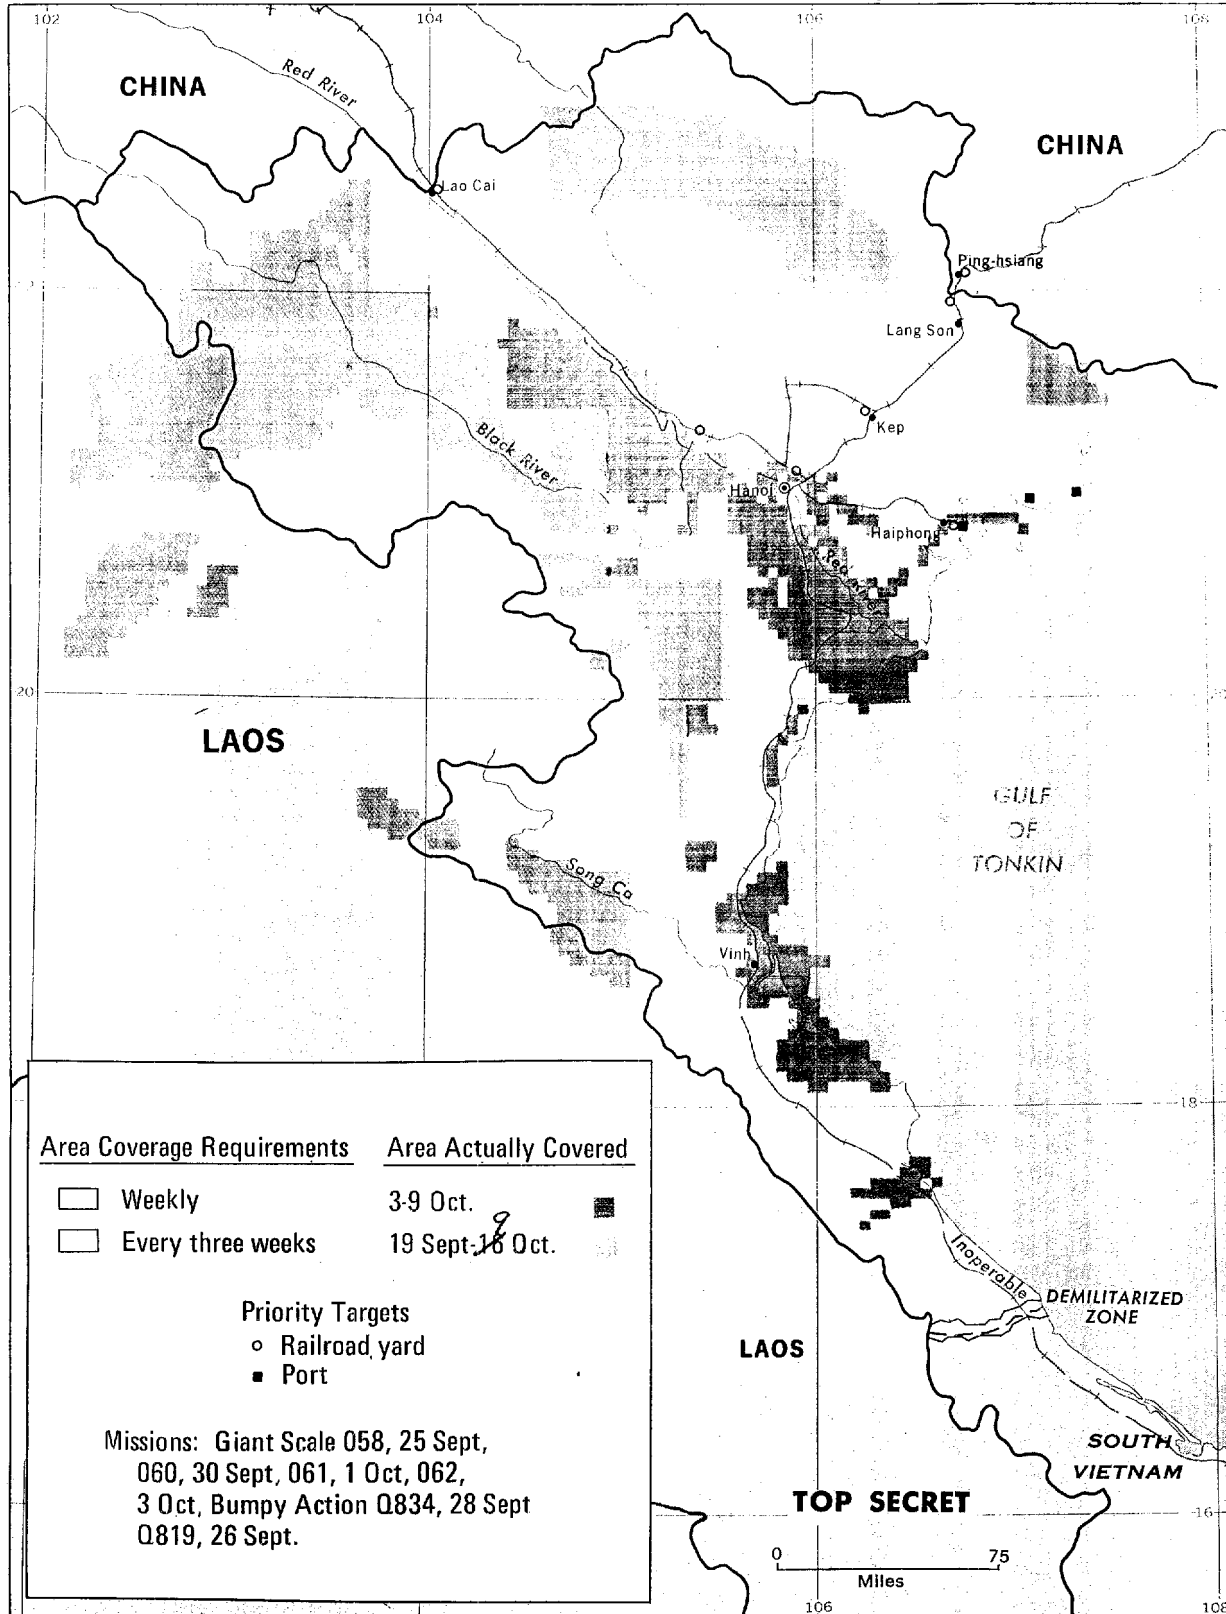 102
104
106
108
Red River
CHINA
CHINA
Lao Cai
Ping-hsiang
Lang Son
Kep
Black River
Hanoi
Haiphong
20
LAOS
GULF
OF
TONKIN
Song Ca
Vinh
18
Area Coverage Requirements
Area Actually Covered
Weekly
3-9 Oct.
Every three weeks
19 Sept-9 Oct.
Inoperable
DEMILITARIZED
ZONE
Priority Targets
Railroad yard
Port
LAOS
Missions: Giant Scale 058, 25 Sept,
060, 30 Sept, 061, 1 Oct, 062,
3 Oct, Bumpy Action Q834, 28 Sept
Q819, 26 Sept.
SOUTH
VIETNAM
TOP SECRET
16
0
75
Miles
106
108